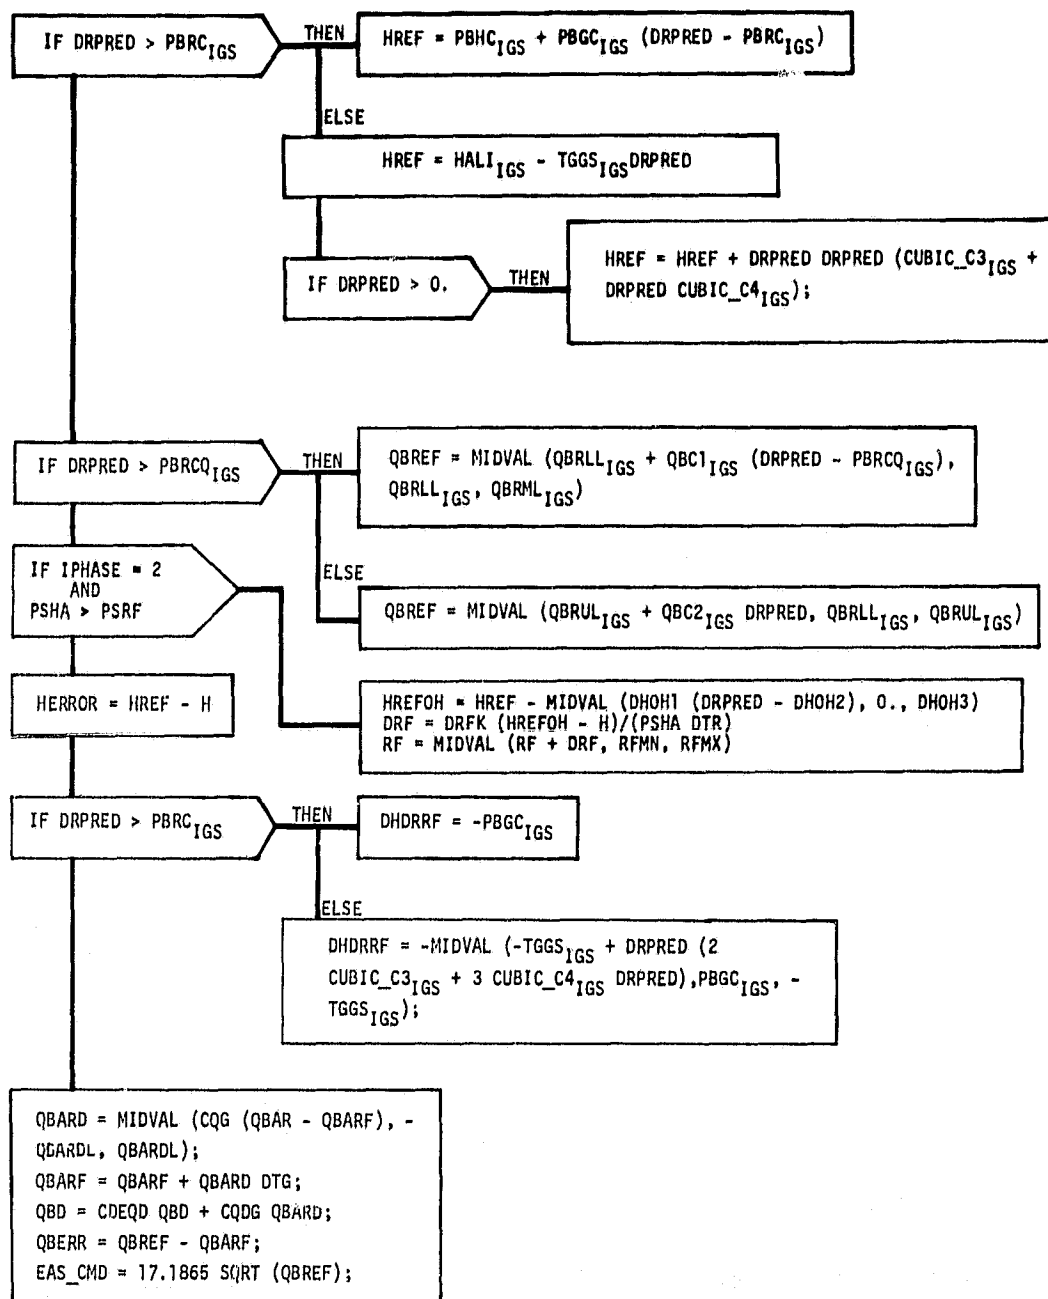 IF DRPRED > PBRC_IGS
THEN
HREF = PBHC_IGS + PBGC_IGS (DRPRED - PBRC_IGS)
ELSE
HREF = HALI_IGS - TGGS_IGS DRPRED
IF DRPRED > 0.
THEN
HREF = HREF + DRPRED DRPRED (CUBIC_C3_IGS +
DRPRED CUBIC_C4_IGS);
IF DRPRED > PBRCQ_IGS
THEN
QBREF = MIDVAL (QBRLL_IGS + QBC1_IGS (DRPRED - PBRCQ_IGS),
QBRLL_IGS, QBRML_IGS)
ELSE
QBREF = MIDVAL (QBRUL_IGS + QBC2_IGS DRPRED, QBRLL_IGS, QBRUL_IGS)
IF IPHASE = 2
AND
PSHA > PSRF
HREFOH = HREF - MIDVAL (DHOH1 (DRPRED - DHOH2), 0., DHOH3)
DRF = DRFK (HREFOH - H)/(PSHA DTR)
RF = MIDVAL (RF + DRF, RFMN, RFMX)
HERROR = HREF - H
IF DRPRED > PBRC_IGS
THEN
DHDRRF = -PBGC_IGS
ELSE
DHDRRF = -MIDVAL (-TGGS_IGS + DRPRED (2
CUBIC_C3_IGS + 3 CUBIC_C4_IGS DRPRED),PBGC_IGS, -
TGGS_IGS);
QBARD = MIDVAL (CQG (QBAR - QBARF), -
QBARDL, QBARDL);
QBARF = QBARF + QBARD DTG;
QBD = CDEQD QBD + CQDG QBARD;
QBERR = QBREF - QBARF;
EAS_CMD = 17.1865 SQRT (QBREF);